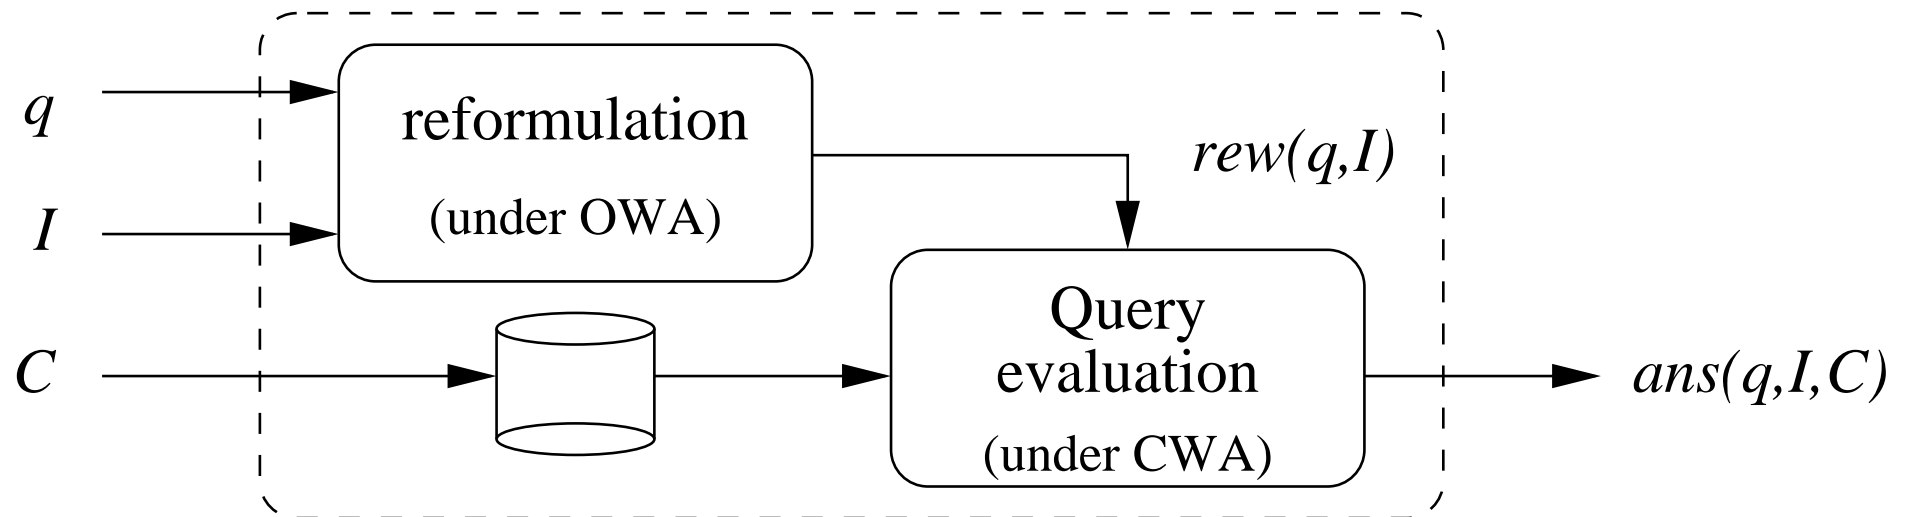 q
reformulation
rew(q,I)
(under OWA)
I
Query
evaluation
C
ans(q,I,C)
(under CWA)